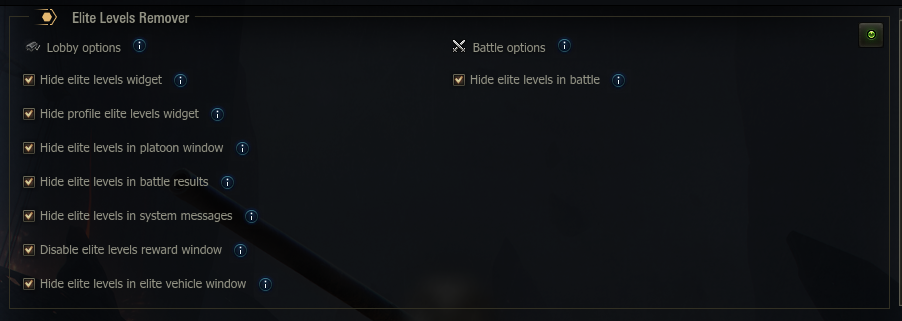 Elite Levels Remover
Lobby options
Hide elite levels widget
Hide profile elite levels widget
Hide elite levels in platoon window
Hide elite levels in battle results
Hide elite levels in system messages
Disable elite levels reward window
Hide elite levels in elite vehicle window
Battle options
Hide elite levels in battle